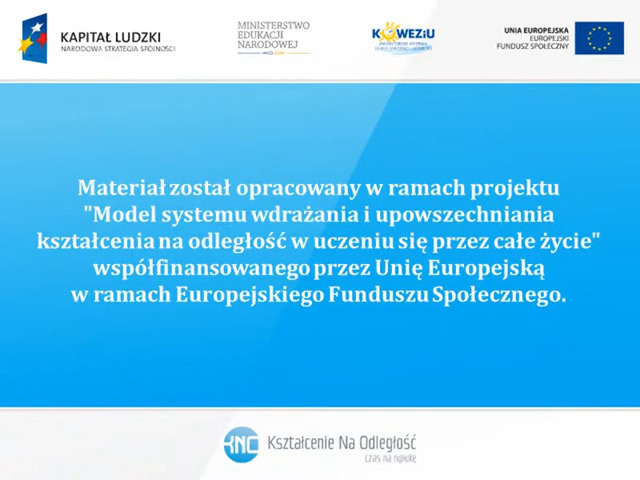 KAPITAŁ LUDZKI
NARODOWA STRATEGIA SPÓJNOŚCI
MINISTERSTWO
EDUKACJI
NARODOWEJ
KOWEZiU
UNIA EUROPEJSKA
EUROPEJSKI
FUNDUSZ SPOŁECZNY
Materiał został opracowany w ramach projektu
"Model systemu wdrażania i upowszechniania
kształcenia na odległość w uczeniu się przez całe życie"
współfinansowanego przez Unię Europejską
w ramach Europejskiego Funduszu Społecznego.
KNO Kształcenie Na Odległość
czas na naukę